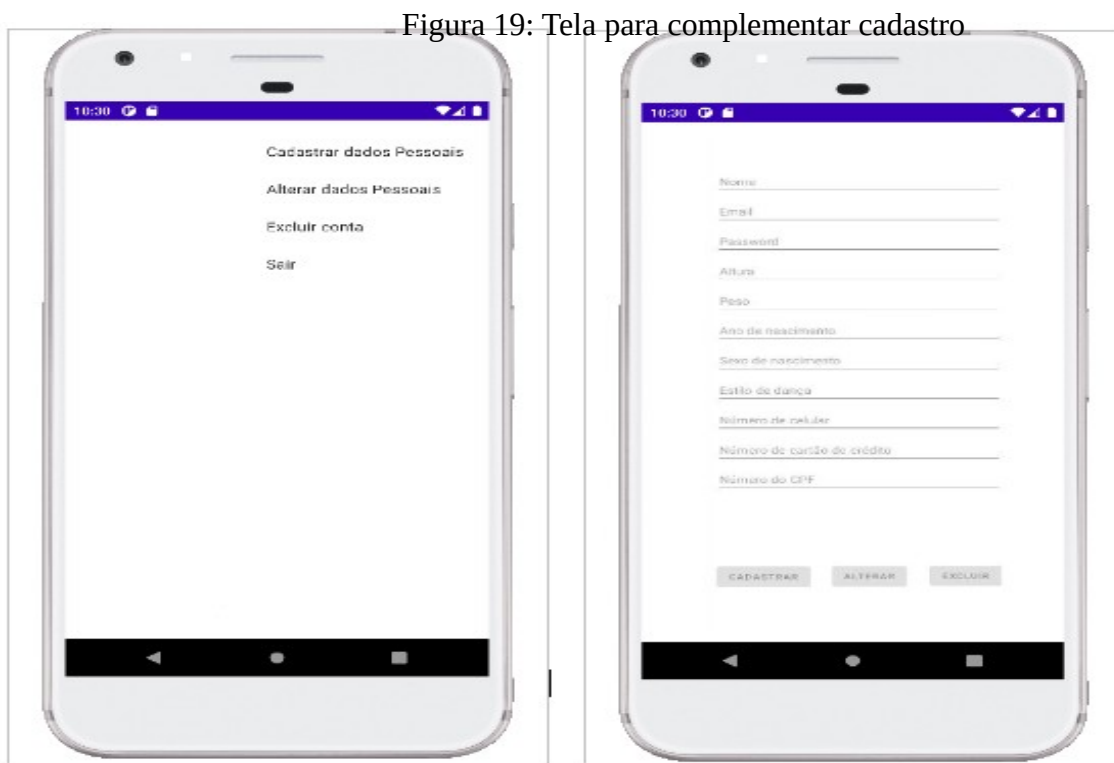 Figura 19: Tela para complementar cadastro
10:30
Cadastrar dados Pessoais
Alterar dados Pessoais
Excluir conta
Sair
10:30
Nome
Email
Password
Altura
Peso
Ano de nascimento
Sexo de nascimento
Estilo de dança
Número de celular
Número de cartão de crédito
Número do CPF
CADASTRAR ALTERAR EXCLUIR